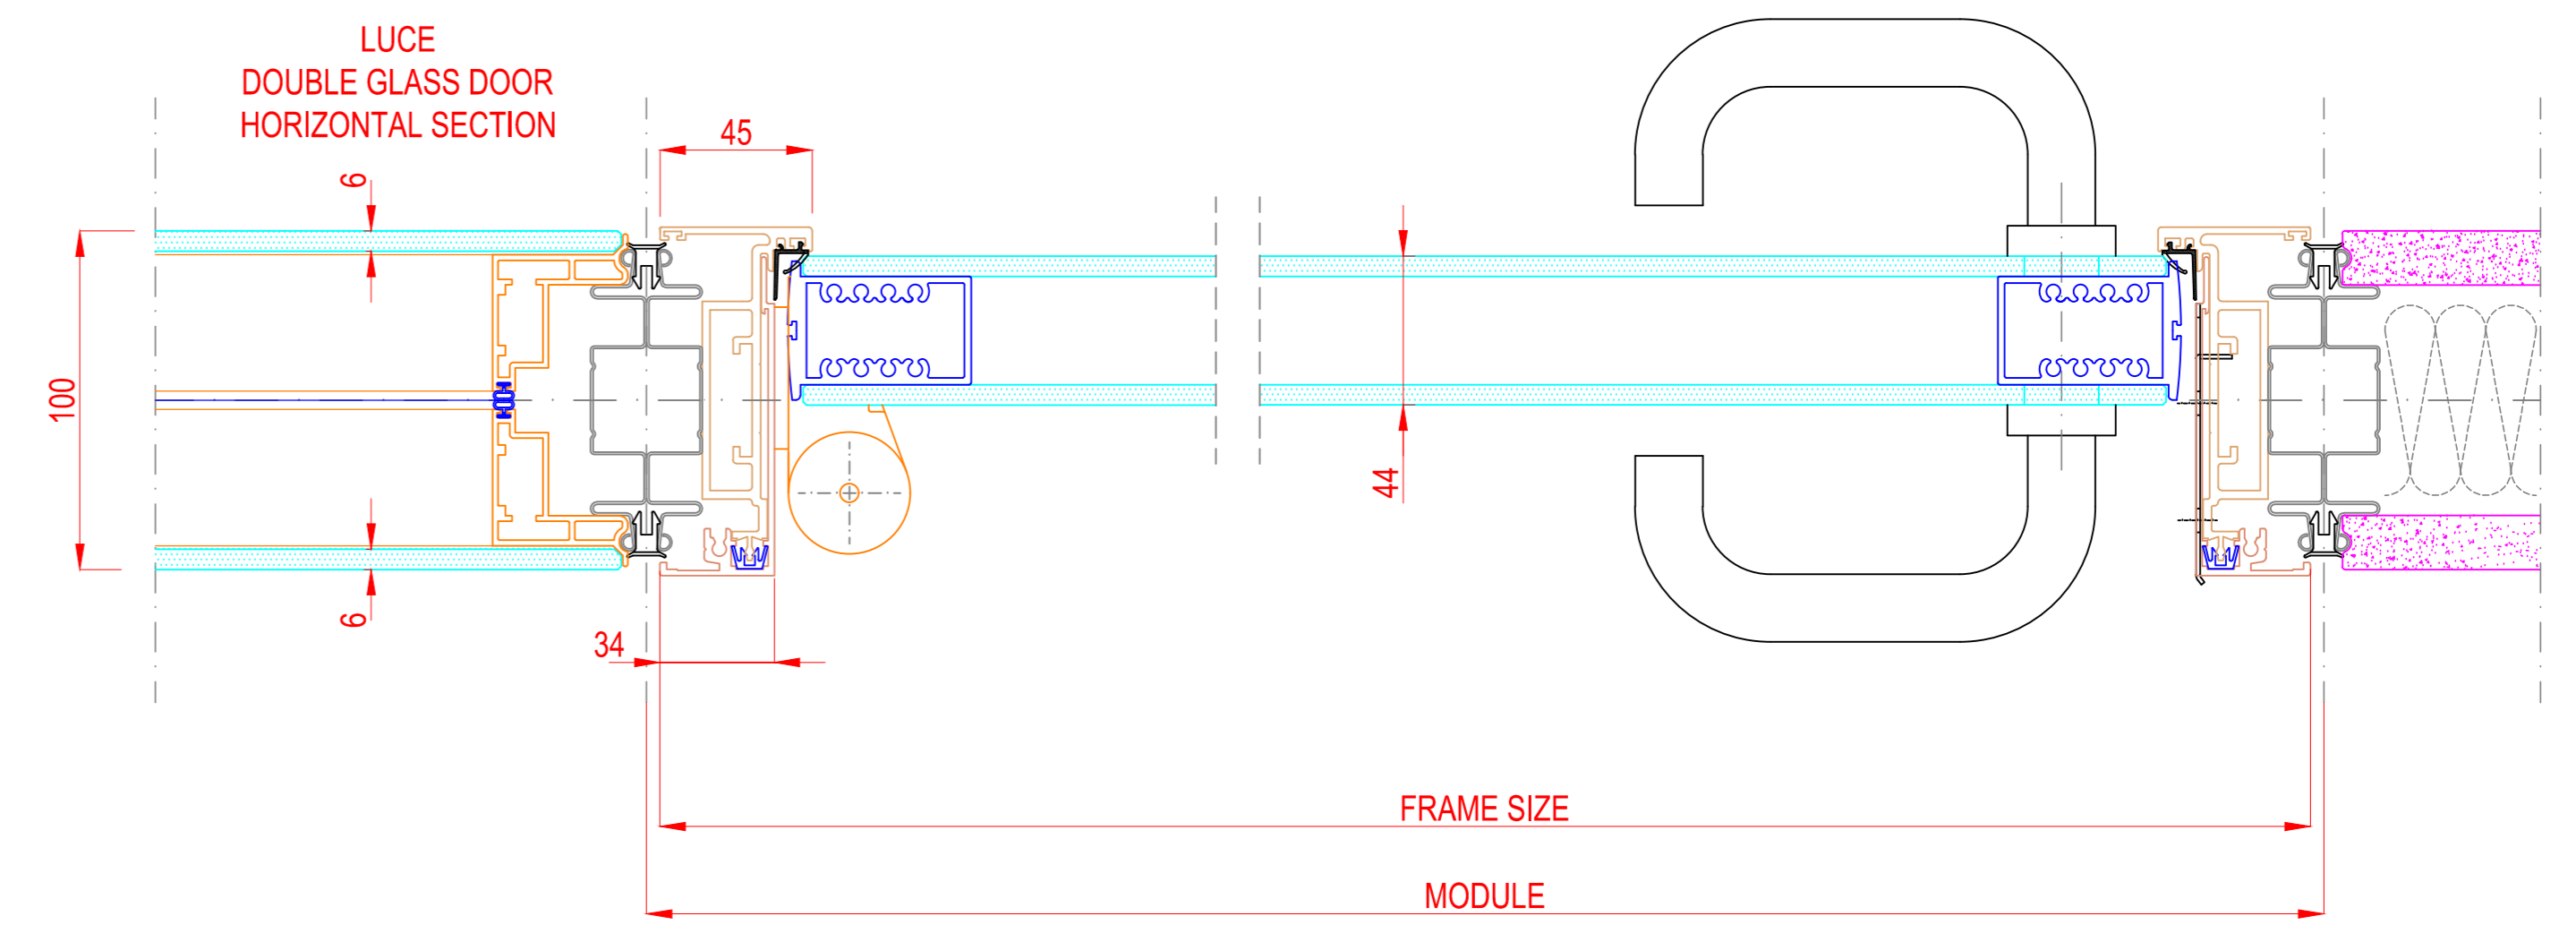 LUCE
DOUBLE GLASS DOOR
HORIZONTAL SECTION
45
6
100
44
6
34
FRAME SIZE
MODULE